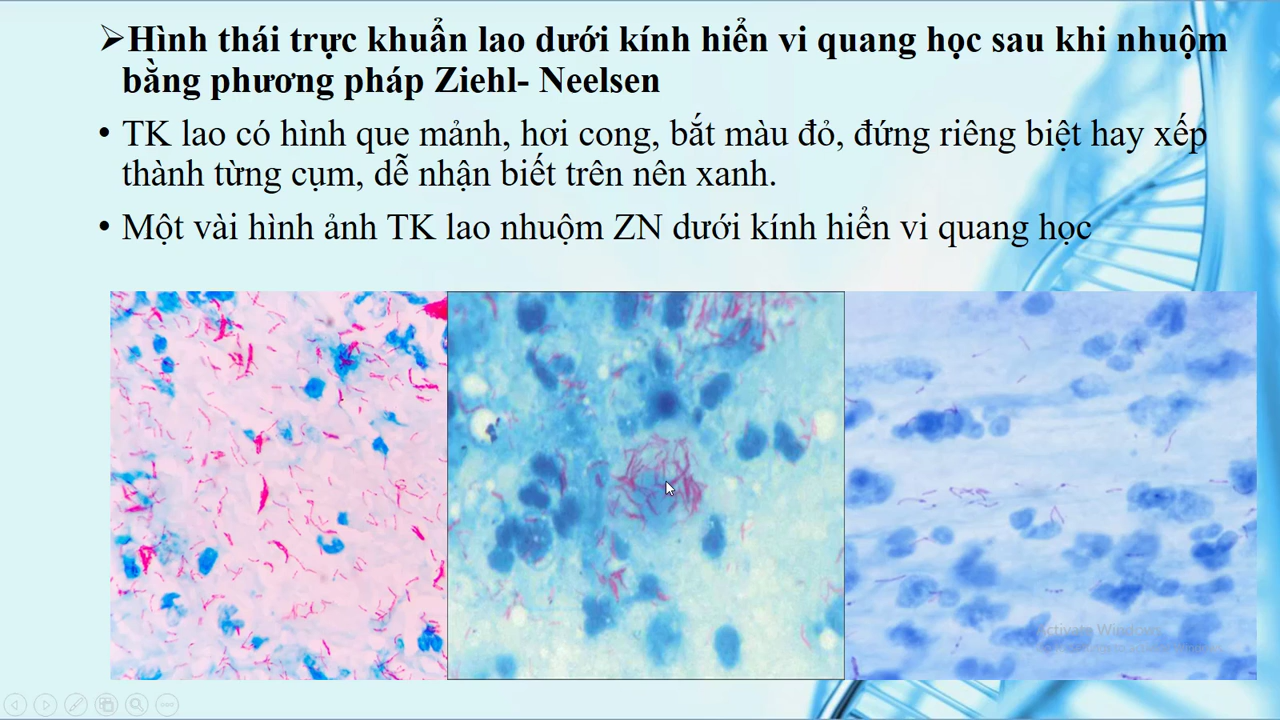 ➢Hình thái trực khuẩn lao dưới kính hiển vi quang học sau khi nhuộm
bằng phương pháp Ziehl- Neelsen
• TK lao có hình que mảnh, hơi cong, bắt màu đỏ, đứng riêng biệt hay xếp
thành từng cụm, dễ nhận biết trên nên xanh.
• Một vài hình ảnh TK lao nhuộm ZN dưới kính hiển vi quang học
Activate Windows